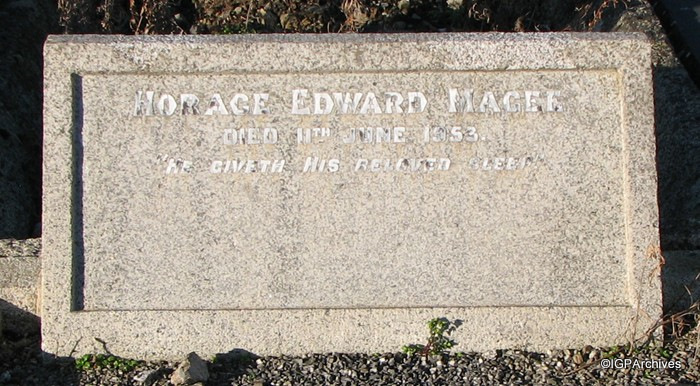 Horace Edward Magee
Died 11th June 1953.
"He giveth His beloved sleep"
©IGPArchives